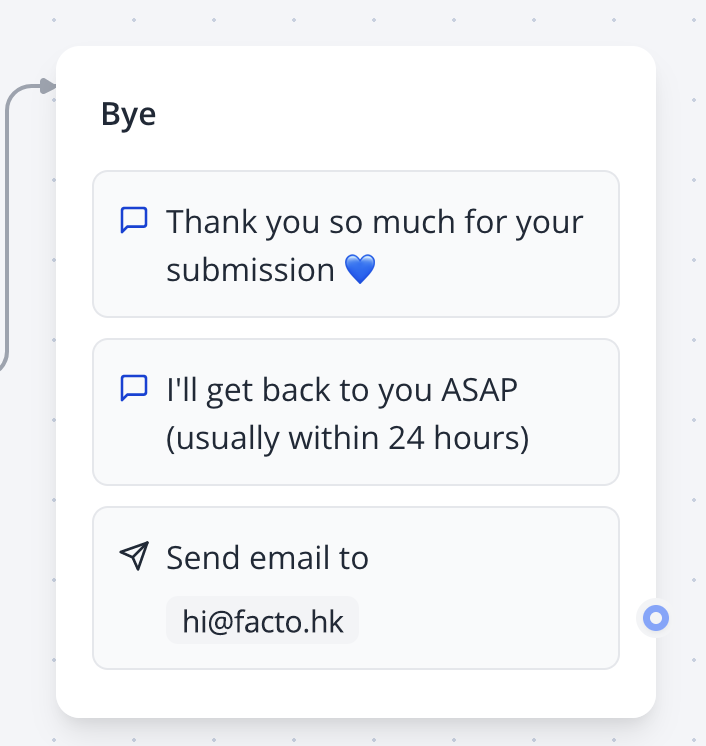 Bye
Thank you so much for your
submission 💙
I'll get back to you ASAP
(usually within 24 hours)
Send email to
hi@facto.hk